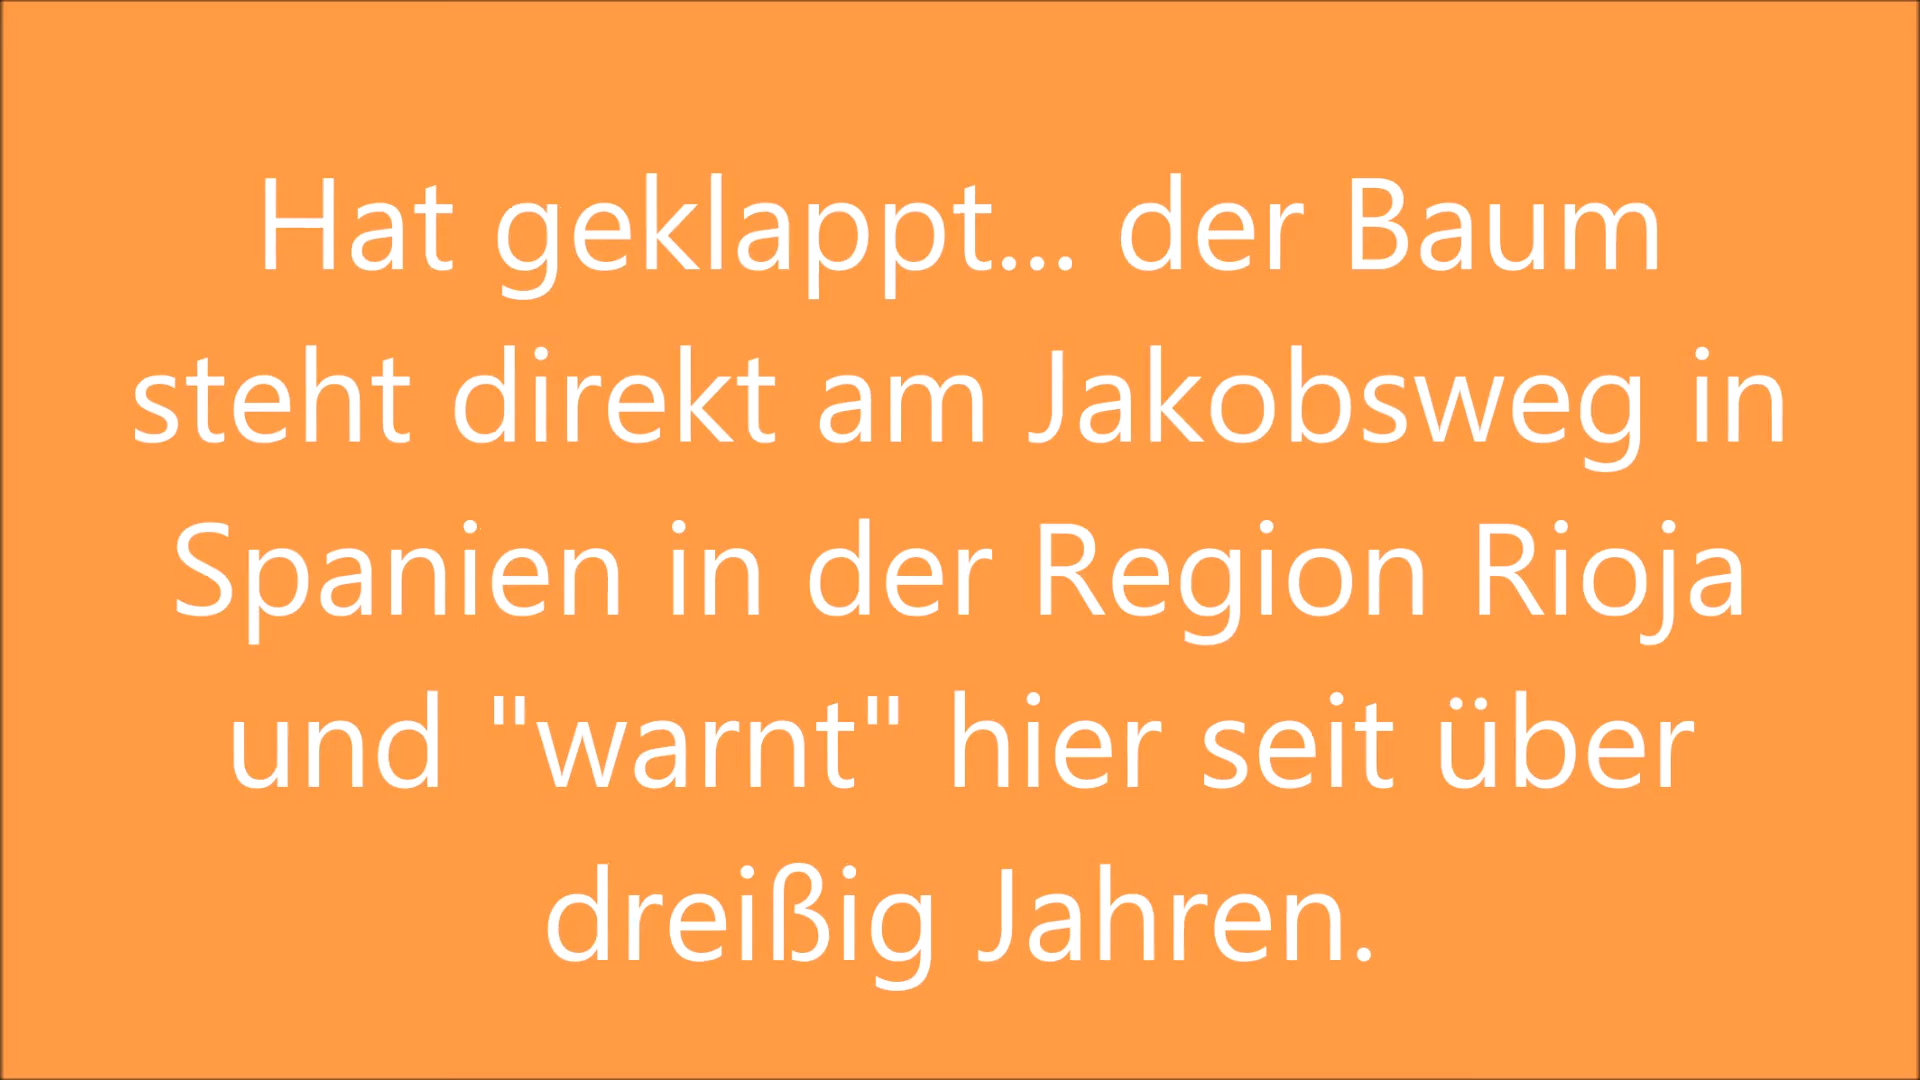 Hat geklappt... der Baum
steht direkt am Jakobsweg in
Spanien in der Region Rioja
und "warnt" hier seit über
dreißig Jahren.